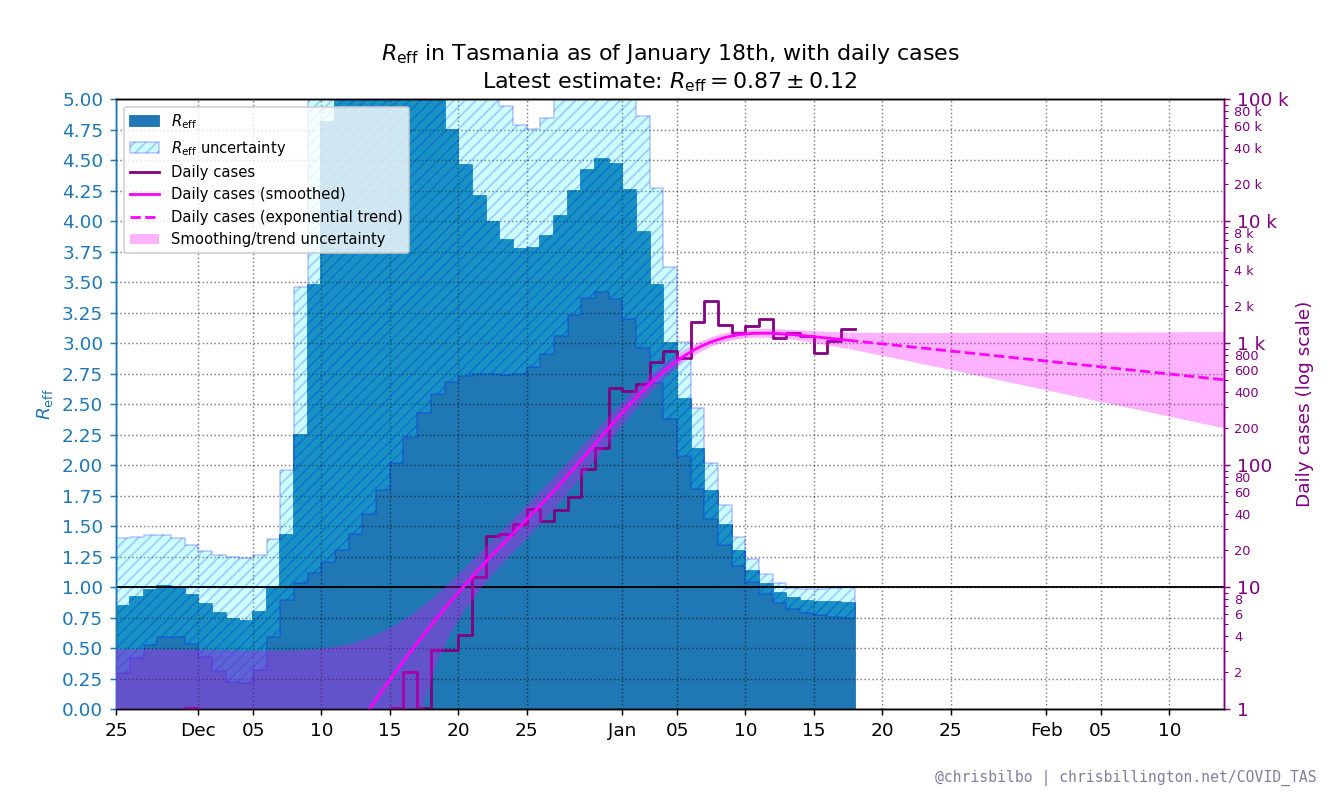 R_eff in Tasmania as of January 18th, with daily cases
Latest estimate: R_eff = 0.87 ± 0.12
R_eff
R_eff uncertainty
Daily cases
Daily cases (smoothed)
Daily cases (exponential trend)
Smoothing/trend uncertainty
5.00
4.75
4.50
4.25
4.00
3.75
3.50
3.25
3.00
2.75
2.50
2.25
2.00
1.75
1.50
1.25
1.00
0.75
0.50
0.25
0.00
R_eff
100 k
80 k
60 k
40 k
20 k
10 k
8 k
6 k
4 k
2 k
1 k
800
600
400
200
100
80
60
40
20
10
8
6
4
2
1
Daily cases (log scale)
25 Dec 05 10 15 20 25 Jan 05 10 15 20 25 Feb 05 10
@chrisbilbo | chrisbillington.net/COVID_TAS